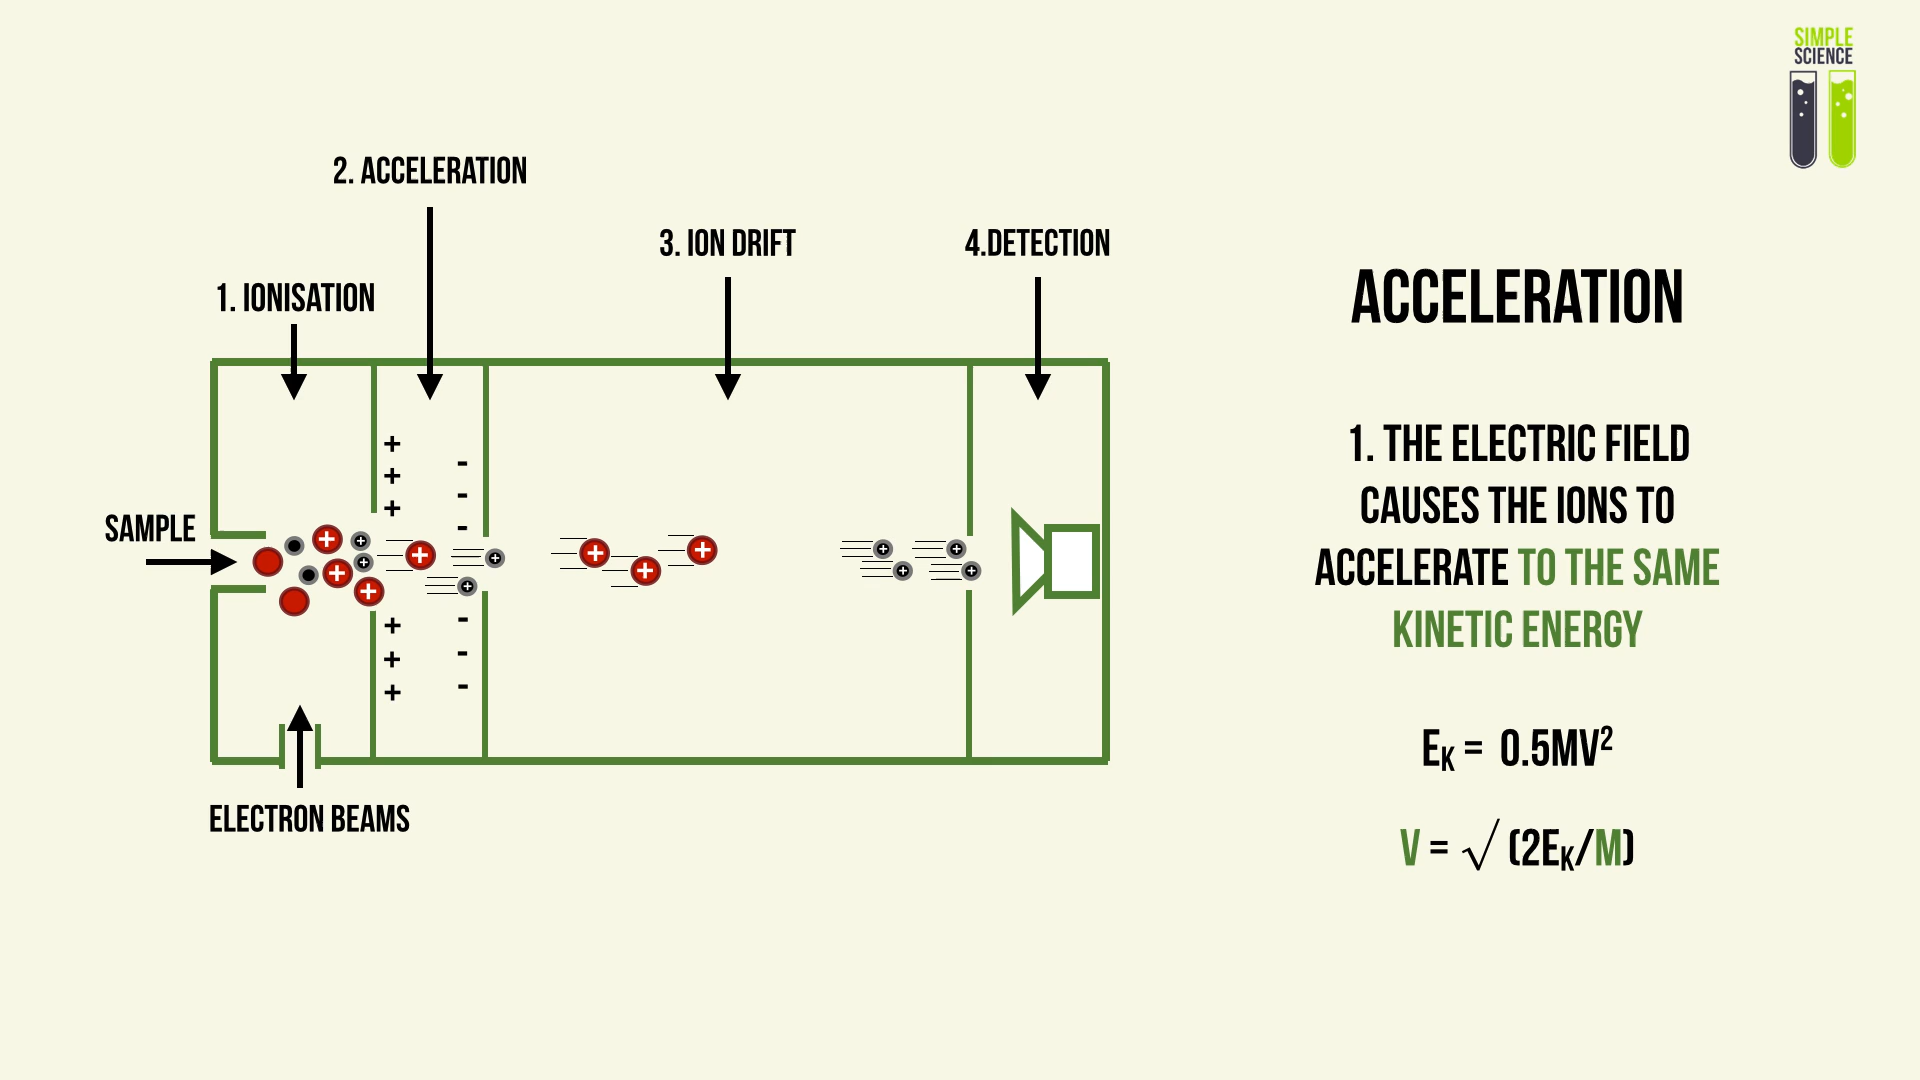 SIMPLE
SCIENCE
2. ACCELERATION
3. ION DRIFT
4.DETECTION
1. IONISATION
SAMPLE
+
+
+
-
-
-
+
+
+
-
-
-
ELECTRON BEAMS
ACCELERATION
1. THE ELECTRIC FIELD
CAUSES THE IONS TO
ACCELERATE TO THE SAME
KINETIC ENERGY
Eₖ = 0.5MV²
V = √ (2Eₖ/M)